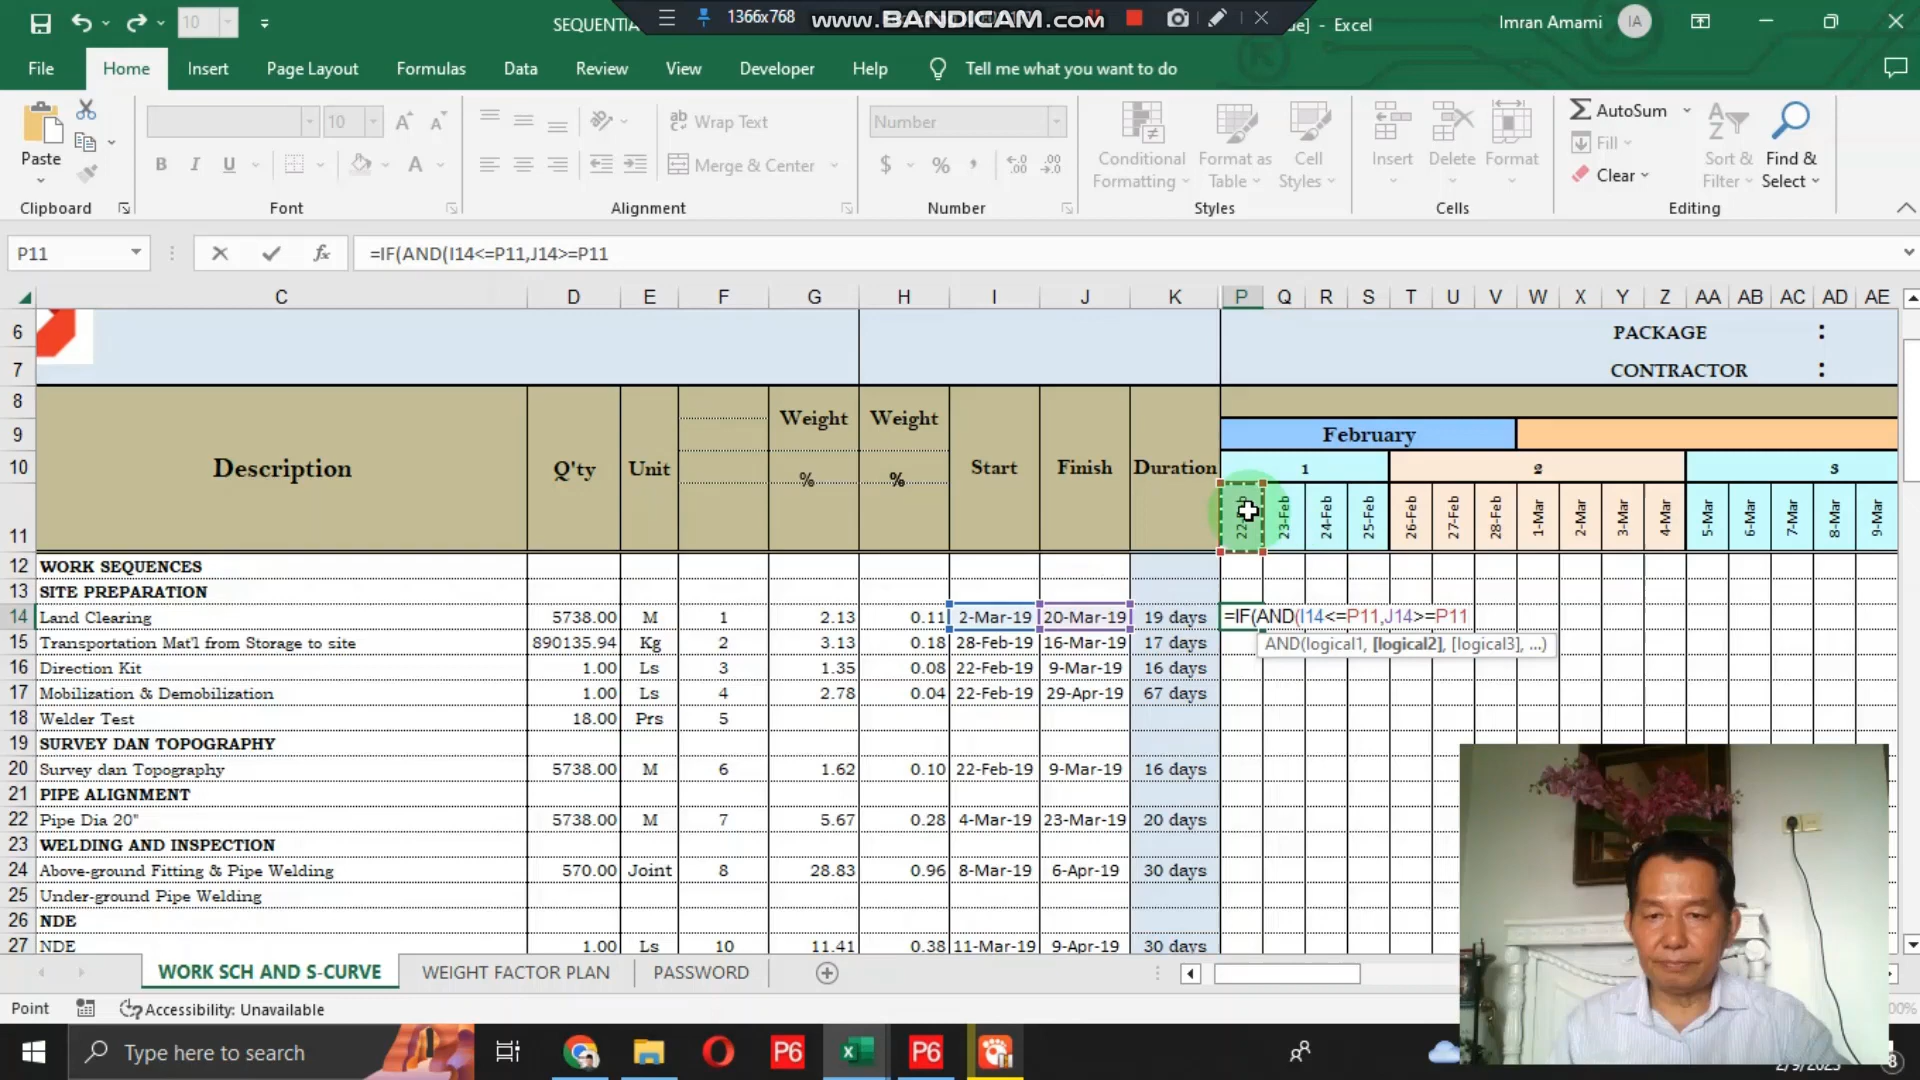 10
SEQUENTIA
1366x768
www.BANDICAM.com
e] - Excel
Imran Amami
IA
File
Home
Insert
Page Layout
Formulas
Data
Review
View
Developer
Help
Tell me what you want to do
Paste
10
B I U
A
Wrap Text
Merge & Center
Number
$ % ,
Conditional
Formatting
Format as
Table
Cell
Styles
Insert
Delete
Format
AutoSum
Fill
Clear
Sort &
Filter
Find &
Select
Clipboard
Font
Alignment
Number
Styles
Cells
Editing
P11
fx
=IF(AND(I14<=P11,J14>=P11
C D E F G H I J K P Q R S T U V W X Y Z AA AB AC AD AE
6 PACKAGE :
7 CONTRACTOR :
8
9
10
11
Description
Q'ty
Unit
Weight
%
Weight
%
Start
Finish
Duration
February
1 2 3
22-Feb 23-Feb 24-Feb 25-Feb 26-Feb 27-Feb 28-Feb 1-Mar 2-Mar 3-Mar 4-Mar 5-Mar 6-Mar 7-Mar 8-Mar 9-Mar
12 WORK SEQUENCES
13 SITE PREPARATION
14 Land Clearing 5738.00 M 1 2.13 0.11 2-Mar-19 20-Mar-19 19 days =IF(AND(I14<=P11,J14>=P11
AND(logical1, [logical2], [logical3], ...)
15 Transportation Mat'l from Storage to site 890135.94 Kg 2 3.13 0.18 28-Feb-19 16-Mar-19 17 days
16 Direction Kit 1.00 Ls 3 1.35 0.08 22-Feb-19 9-Mar-19 16 days
17 Mobilization & Demobilization 1.00 Ls 4 2.78 0.04 22-Feb-19 29-Apr-19 67 days
18 Welder Test 18.00 Prs 5
19 SURVEY DAN TOPOGRAPHY
20 Survey dan Topography 5738.00 M 6 1.62 0.10 22-Feb-19 9-Mar-19 16 days
21 PIPE ALIGNMENT
22 Pipe Dia 20" 5738.00 M 7 5.67 0.28 4-Mar-19 23-Mar-19 20 days
23 WELDING AND INSPECTION
24 Above-ground Fitting & Pipe Welding 570.00 Joint 8 28.83 0.96 8-Mar-19 6-Apr-19 30 days
25 Under-ground Pipe Welding
26 NDE
27 NDE 1.00 Ls 10 11.41 0.38 11-Mar-19 9-Apr-19 30 days
WORK SCH AND S-CURVE
WEIGHT FACTOR PLAN
PASSWORD
Point
Accessibility: Unavailable
Type here to search
P6
P6